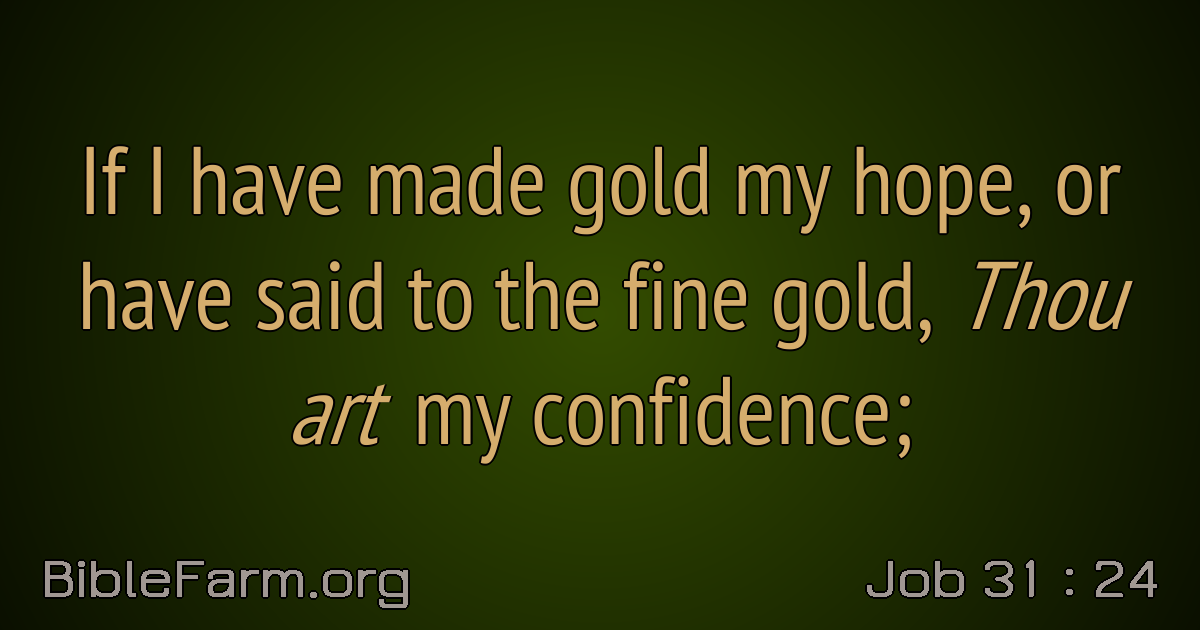 If I have made gold my hope, or
have said to the fine gold, Thou
art my confidence;
BibleFarm.org
Job 31 : 24